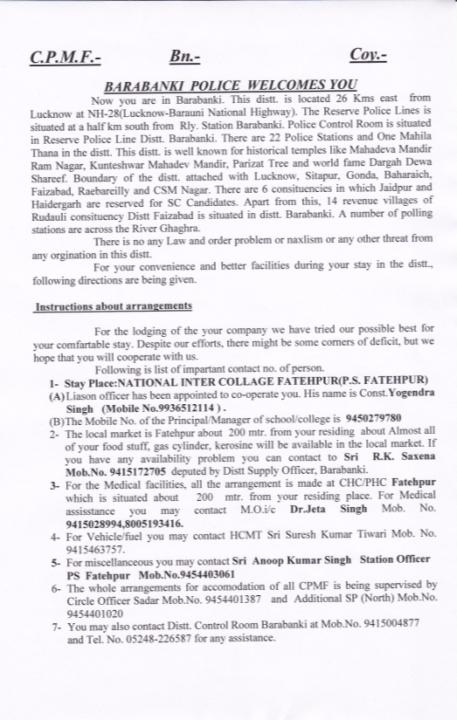 C.P.M.F.- Bn.- Coy.-
BARABANKI POLICE WELCOMES YOU
Now you are in Barabanki. This distt. is located 26 Kms east from
Lucknow at NH-28(Lucknow-Barauni National Highway). The Reserve Police Lines is
situated at a half km south from Rly. Station Barabanki. Police Control Room is situated
in Reserve Police Line Distt. Barabanki. There are 22 Police Stations and One Mahila
Thana in the distt. This distt. is well known for historical temples like Mahadeva Mandir
Ram Nagar, Kunteshwar Mahadev Mandir, Parizat Tree and world fame Dargah Dewa
Shareef. Boundary of the distt. attached with Lucknow, Sitapur, Gonda, Baharaich,
Faizabad, Raebareilly and CSM Nagar. There are 6 consituencies in which Jaidpur and
Haidergarh are reserved for SC Candidates. Apart from this, 14 revenue villages of
Rudauli consituency Distt Faizabad is situated in distt. Barabanki. A number of polling
stations are across the River Ghaghra.
There is no any Law and order problem or naxlism or any other threat from
any orgination in this distt.
For your convenience and better facilities during your stay in the distt.,
following directions are being given.
Instructions about arrangements
For the lodging of the your company we have tried our possible best for
your comfartable stay. Despite our efforts, there might be some corners of deficit, but we
hope that you will cooperate with us.
Following is list of impartant contact no. of person.
1- Stay Place:NATIONAL INTER COLLAGE FATEHPUR(P.S. FATEHPUR)
(A)Liason officer has been appointed to co-operate you. His name is Const.Yogendra
Singh (Mobile No.9936512114 ).
(B)The Mobile No. of the Principal/Manager of school/college is 9450279780
2- The local market is Fatehpur about 200 mtr. from your residing about Almost all
of your food stuff, gas cylinder, kerosine will be available in the local market. If
you have any availability problem you can contact to Sri R.K. Saxena
Mob.No. 9415172705 deputed by Distt Supply Officer, Barabanki.
3- For the Medical facilities, all the arrangement is made at CHC/PHC Fatehpur
which is situated about 200 mtr. from your residing place. For Medical
assisstance you may contact M.O.i/c Dr.Jeta Singh Mob. No.
9415028994,8005193416.
4- For Vehicle/fuel you may contact HCMT Sri Suresh Kumar Tiwari Mob. No.
9415463757.
5- For miscellanceous you may contact Sri Anoop Kumar Singh Station Officer
PS Fatehpur Mob.No.9454403061
6- The whole arrangements for accomodation of all CPMF is being supervised by
Circle Officer Sadar Mob.No. 9454401387 and Additional SP (North) Mob.No.
9454401020
7- You may also contact Distt. Control Room Barabanki at Mob.No. 9415004877
and Tel. No. 05248-226587 for any assistance.